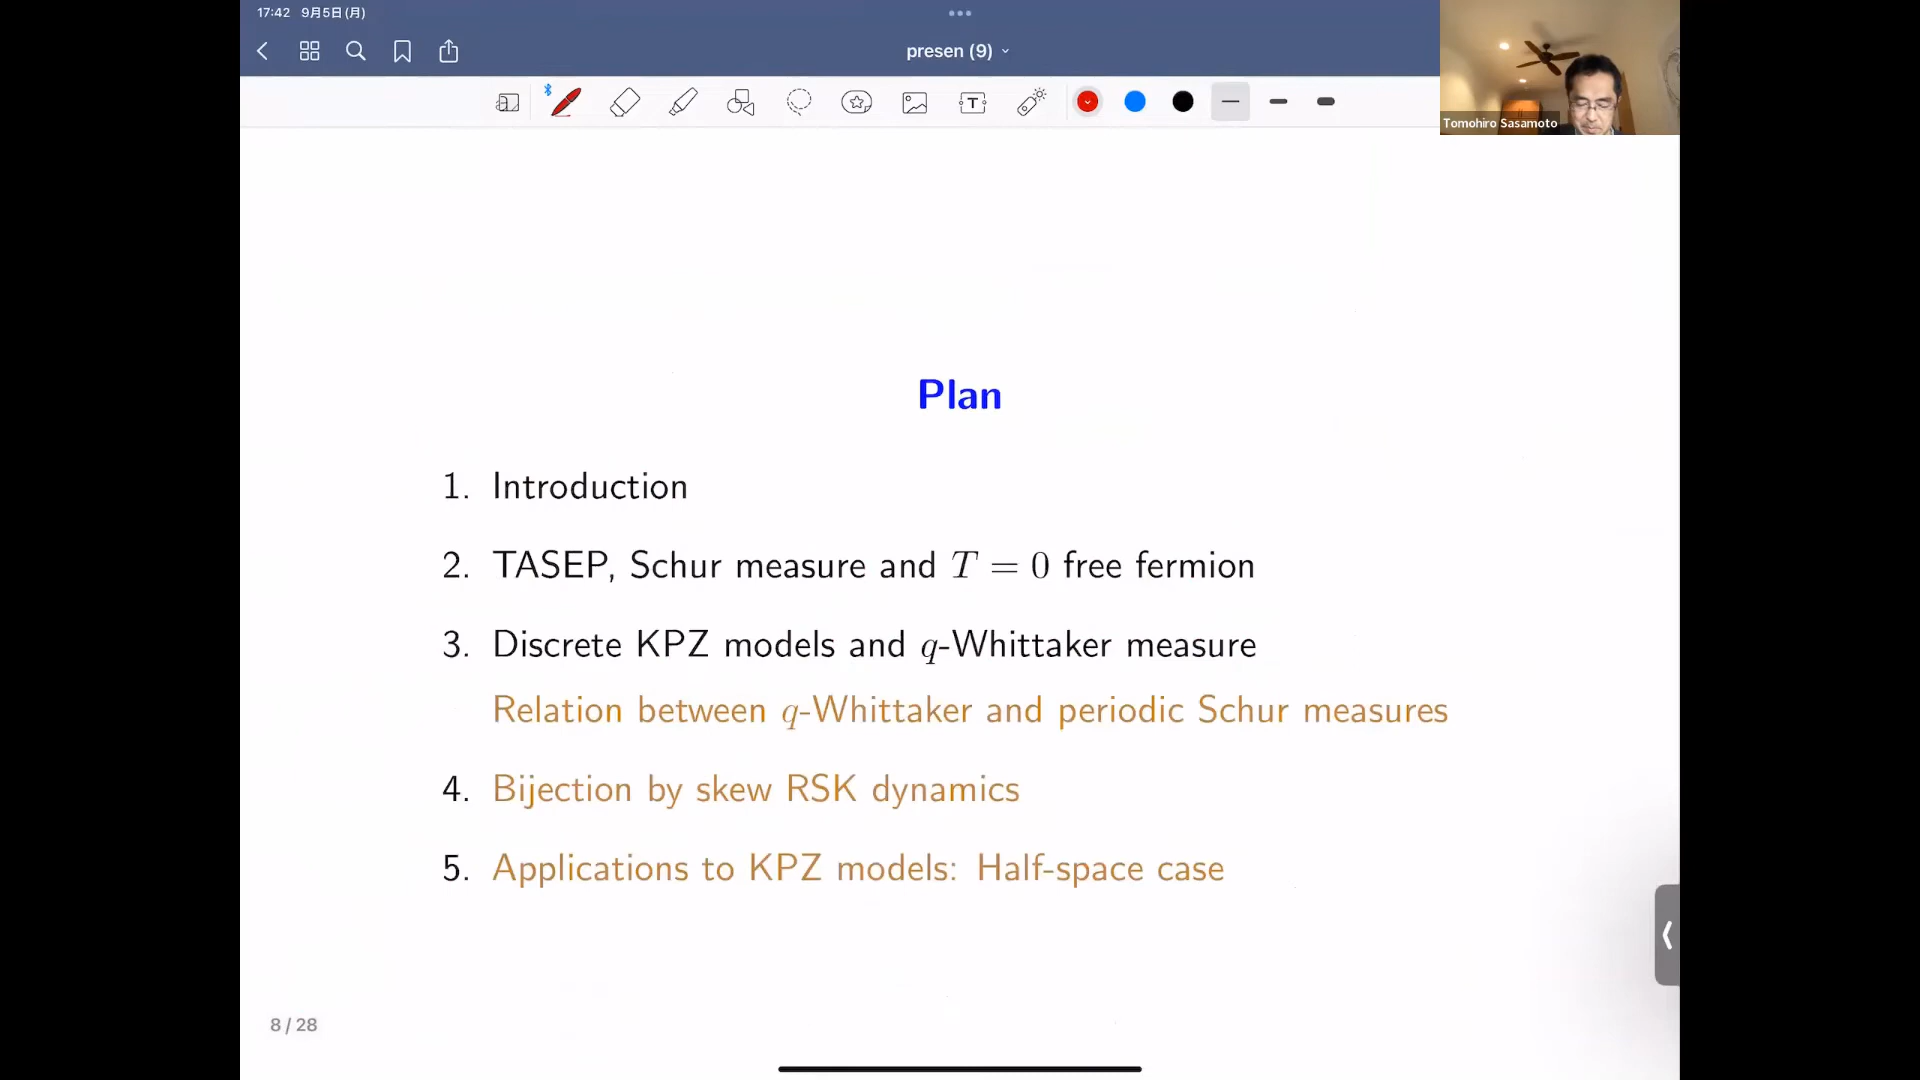 17:42 9月5日(月)
presen (9)
T
Tomohiro Sasamoto
Plan
1. Introduction
2. TASEP, Schur measure and T = 0 free fermion
3. Discrete KPZ models and q-Whittaker measure
Relation between q-Whittaker and periodic Schur measures
4. Bijection by skew RSK dynamics
5. Applications to KPZ models: Half-space case
8 / 28